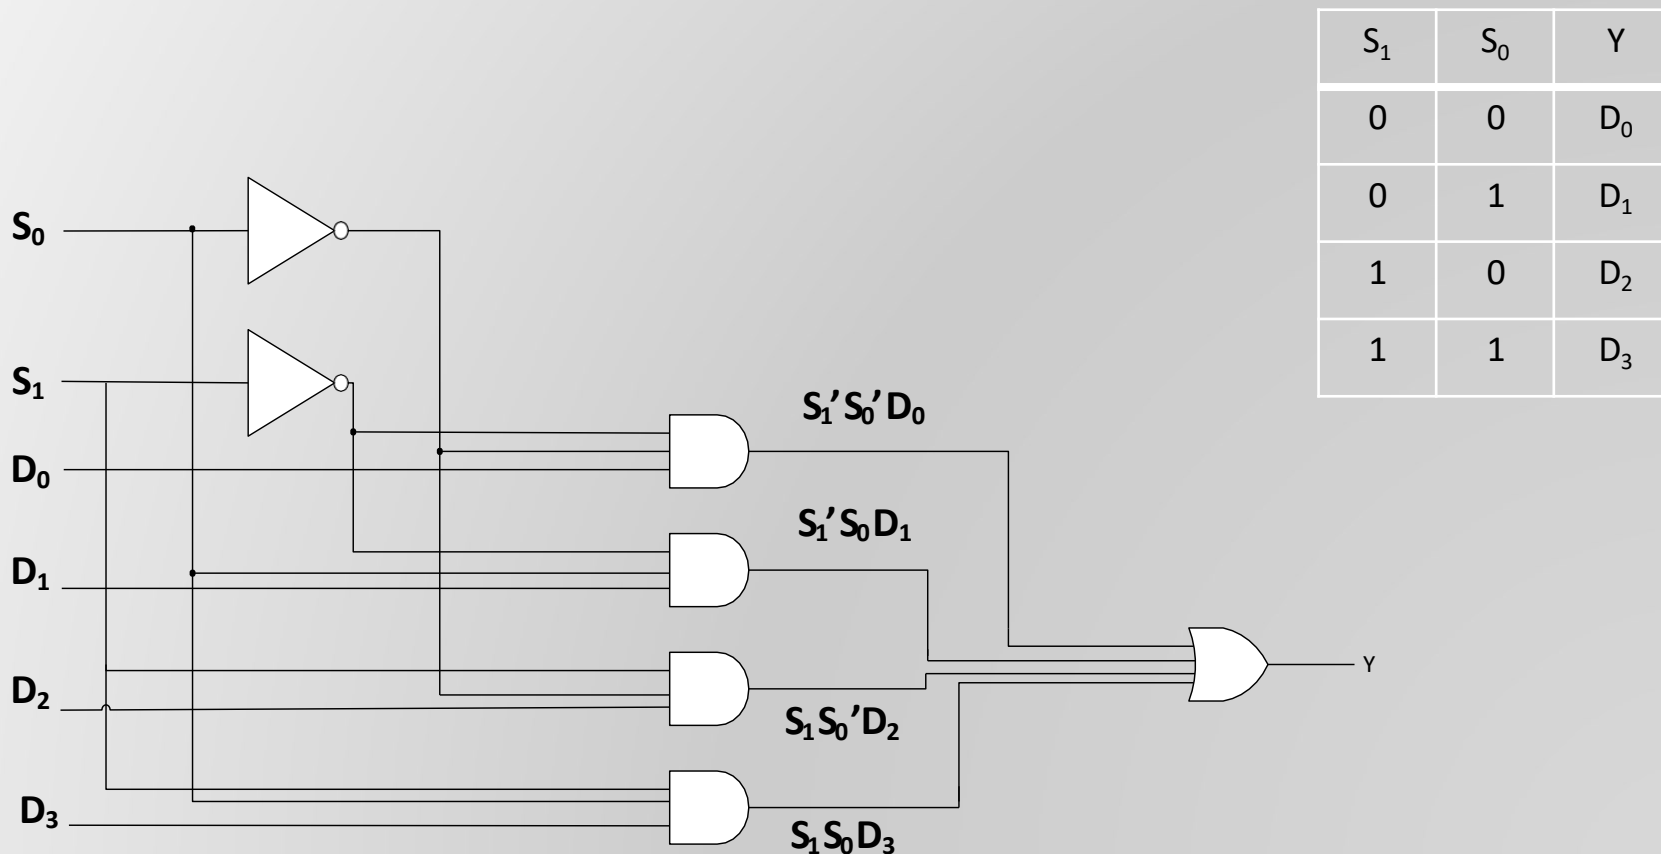 S₁ S₀ Y
0 0 D₀
0 1 D₁
1 0 D₂
1 1 D₃
S₀
S₁
S₁’S₀’D₀
D₀
S₁’S₀D₁
D₁
Y
D₂
S₁S₀’D₂
D₃
S₁S₀D₃